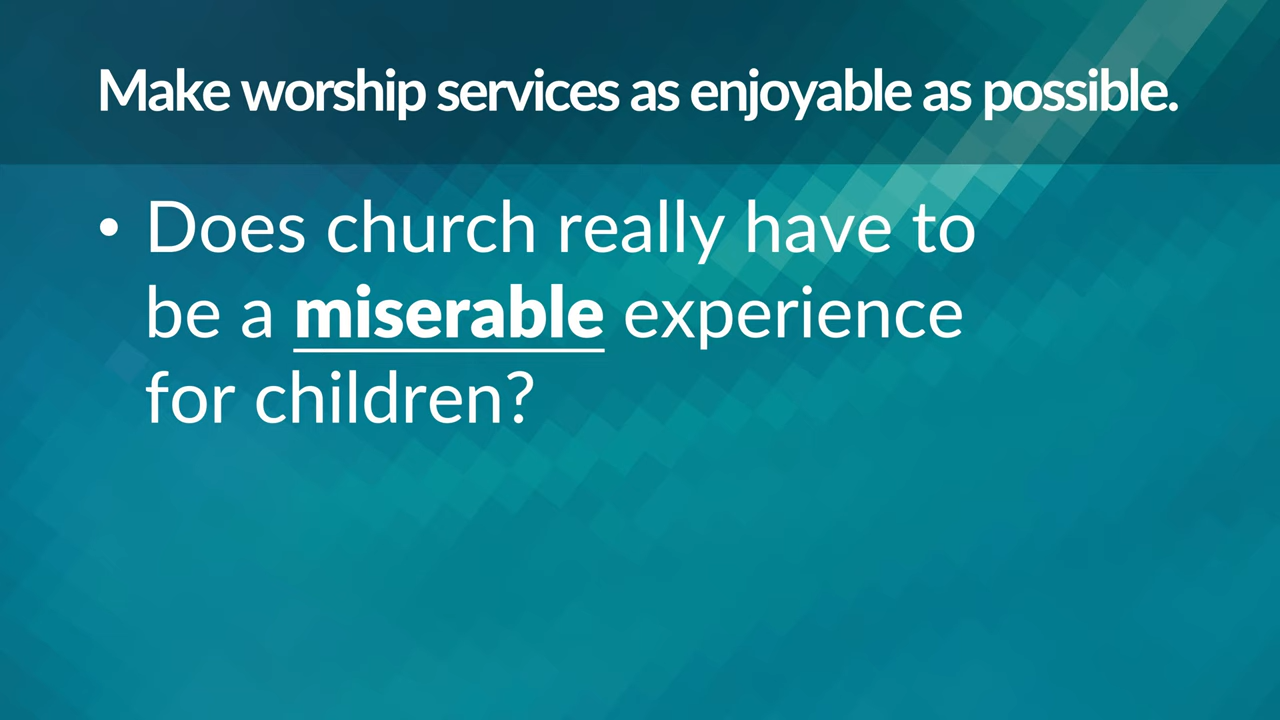 Make worship services as enjoyable as possible.
• Does church really have to
be a miserable experience
for children?